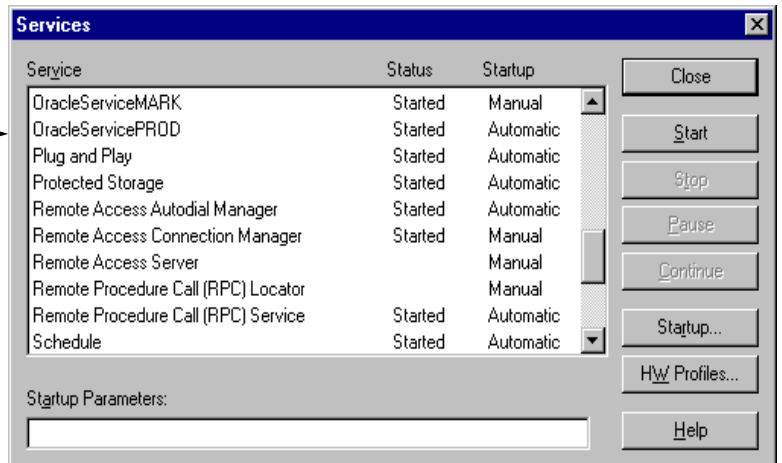 Services
Service Status Startup
OracleServiceMARK Started Manual
OracleServicePROD Started Automatic
Plug and Play Started Automatic
Protected Storage Started Automatic
Remote Access Autodial Manager Started Automatic
Remote Access Connection Manager Started Manual
Remote Access Server Manual
Remote Procedure Call (RPC) Locator Manual
Remote Procedure Call (RPC) Service Started Automatic
Schedule Started Automatic
Startup Parameters:
Close
Start
Stop
Pause
Continue
Startup...
HW Profiles...
Help